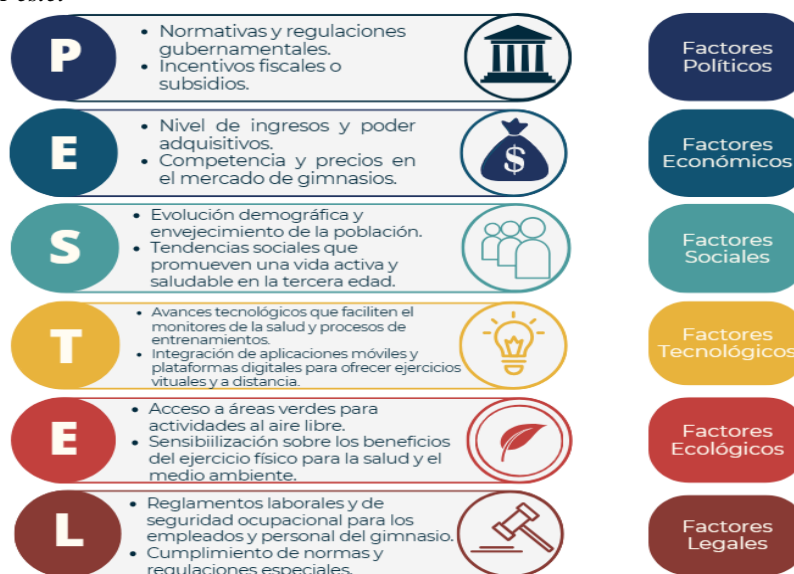 P
• Normativas y regulaciones
gubernamentales.
• Incentivos fiscales o
subsidios.
Factores
Políticos
E
• Nivel de ingresos y poder
adquisitivos.
• Competencia y precios en
el mercado de gimnasios.
$
Factores
Económicos
S
• Evolución demográfica y
envejecimiento de la población.
• Tendencias sociales que
promueven una vida activa y
saludable en la tercera edad.
Factores
Sociales
T
• Avances tecnológicos que faciliten el
monitores de la salud y procesos de
entrenamientos.
• Integración de aplicaciones móviles y
plataformas digitales para ofrecer ejercicios
vituales y a distancia.
Factores
Tecnológicos
E
• Acceso a áreas verdes para
actividades al aire libre.
• Sensibiilización sobre los beneficios
del ejercicio físico para la salud y el
medio ambiente.
Factores
Ecológicos
L
• Reglamentos laborales y de
seguridad ocupacional para los
empleados y personal del gimnasio.
• Cumplimiento de normas y
regulaciones especiales.
Factores
Legales